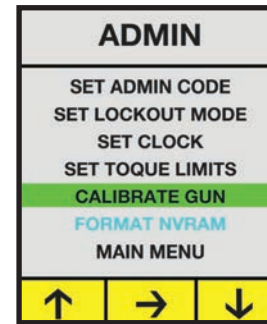 ADMIN
SET ADMIN CODE
SET LOCKOUT MODE
SET CLOCK
SET TOQUE LIMITS
CALIBRATE GUN
FORMAT NVRAM
MAIN MENU
↑ → ↓